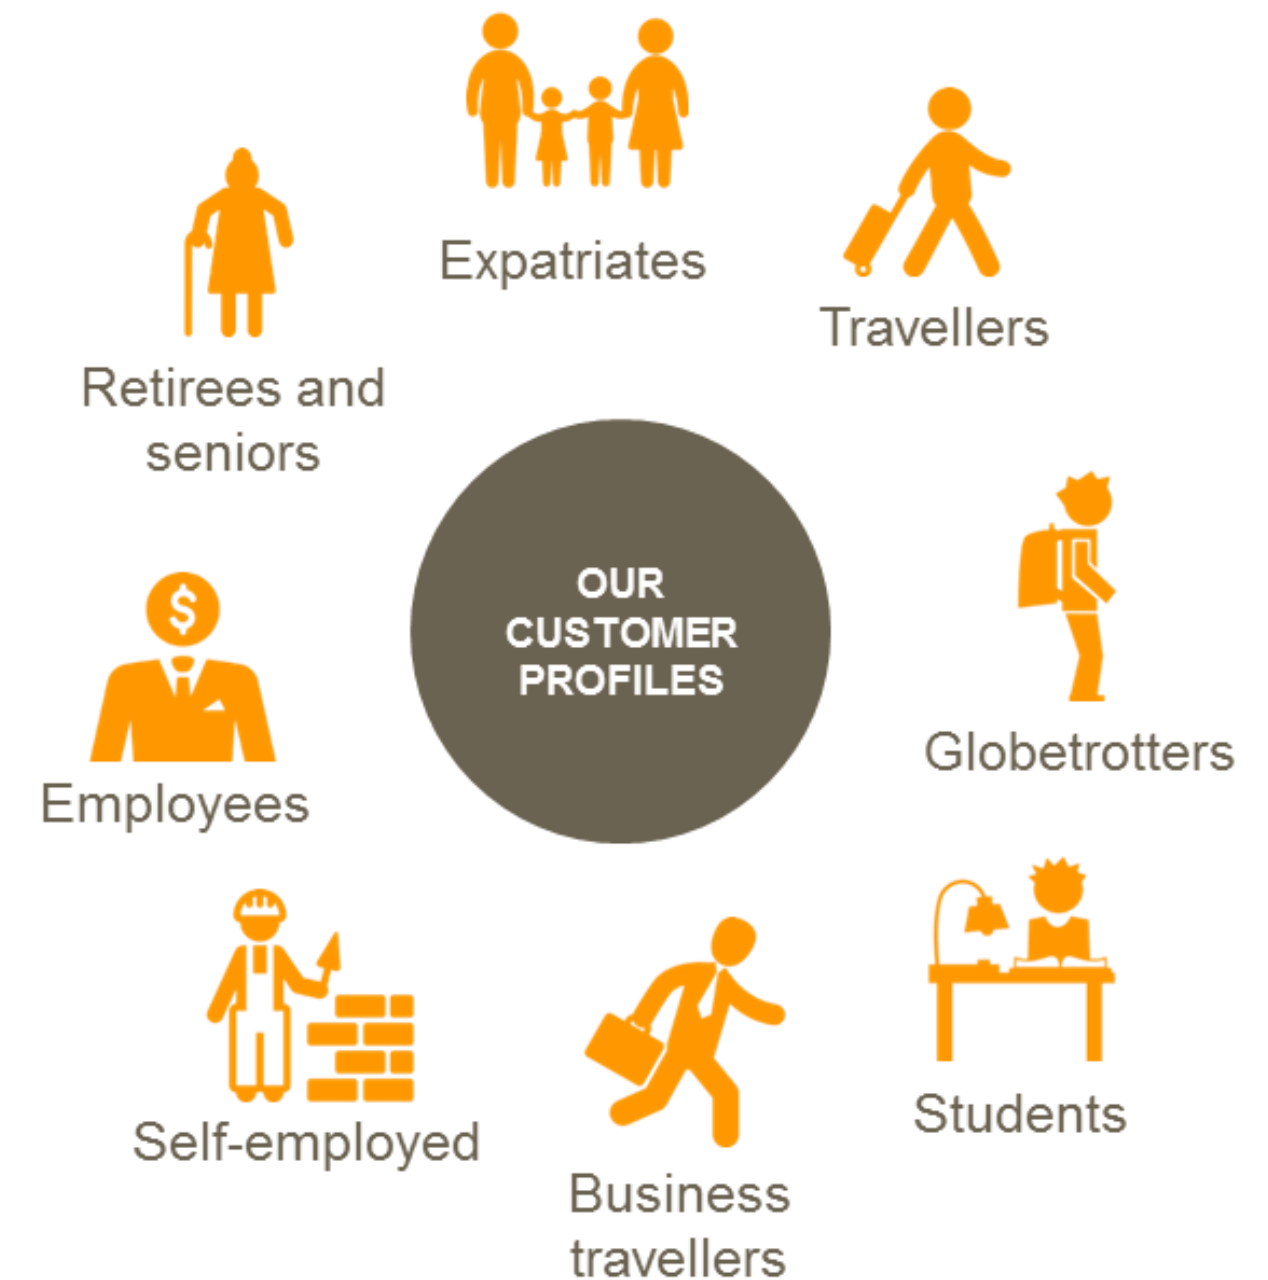 Expatriates
Travellers
Retirees and
seniors
OUR
CUSTOMER
PROFILES
$
Globetrotters
Employees
Students
Self-employed
Business
travellers